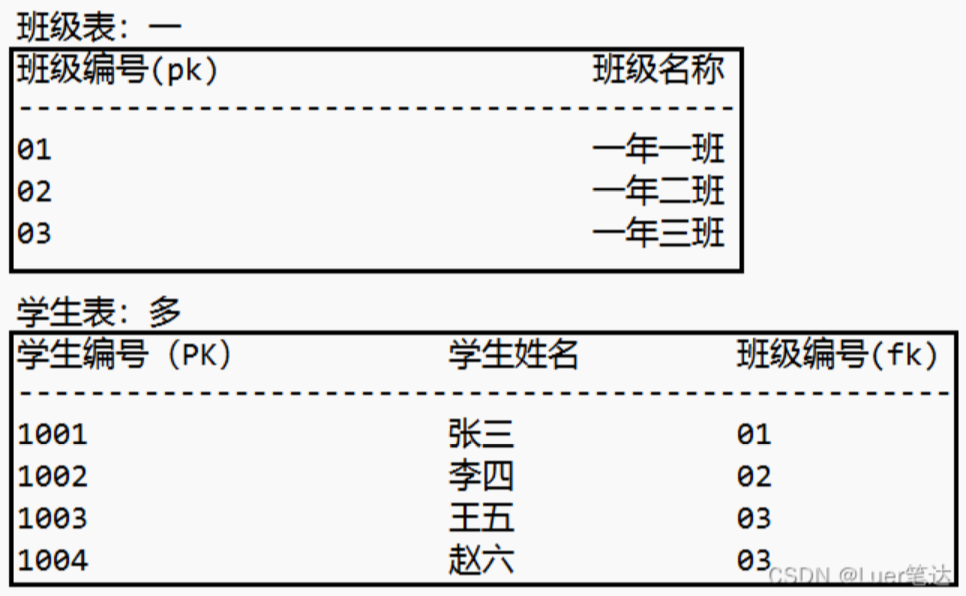 班级表：一
班级编号(pk) 班级名称
----------------------------------------
01 一年一班
02 一年二班
03 一年三班
学生表：多
学生编号（PK） 学生姓名 班级编号(fk)
----------------------------------------------------
1001 张三 01
1002 李四 02
1003 王五 03
1004 赵六 03
CSDN @Luer笔达